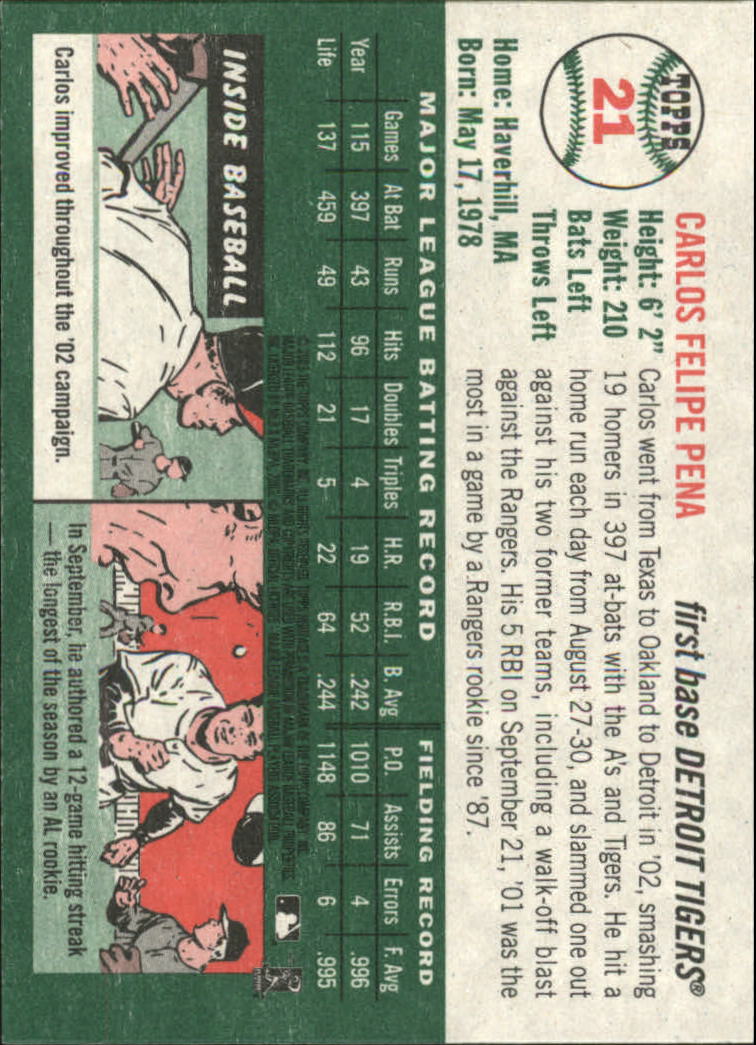 TOPPS
21
CARLOS FELIPE PENA
first base DETROIT TIGERS®
Height: 6' 2"
Weight: 210
Bats Left
Throws Left
Home: Haverhill, MA
Born: May 17, 1978
Carlos went from Texas to Oakland to Detroit in '02, smashing
19 homers in 397 at-bats with the A's and Tigers. He hit a
home run each day from August 27-30, and slammed one out
against his two former teams, including a walk-off blast
against the Rangers. His 5 RBI on September 21, '01 was the
most in a game by a Rangers rookie since '87.
MAJOR LEAGUE BATTING RECORD FIELDING RECORD
Year Games At Bat Runs Hits Doubles Triples H.R. R.B.I. B. Avg P.O. Assists Errors F. Avg
Year 115 397 43 96 17 4 19 52 .242 1010 71 4 .996
Life 137 459 49 112 21 5 22 64 .244 1148 86 6 .995
INSIDE BASEBALL
Carlos improved throughout the '02 campaign.
In September, he authored a 12-game hitting streak
— the longest of the season by an AL rookie.